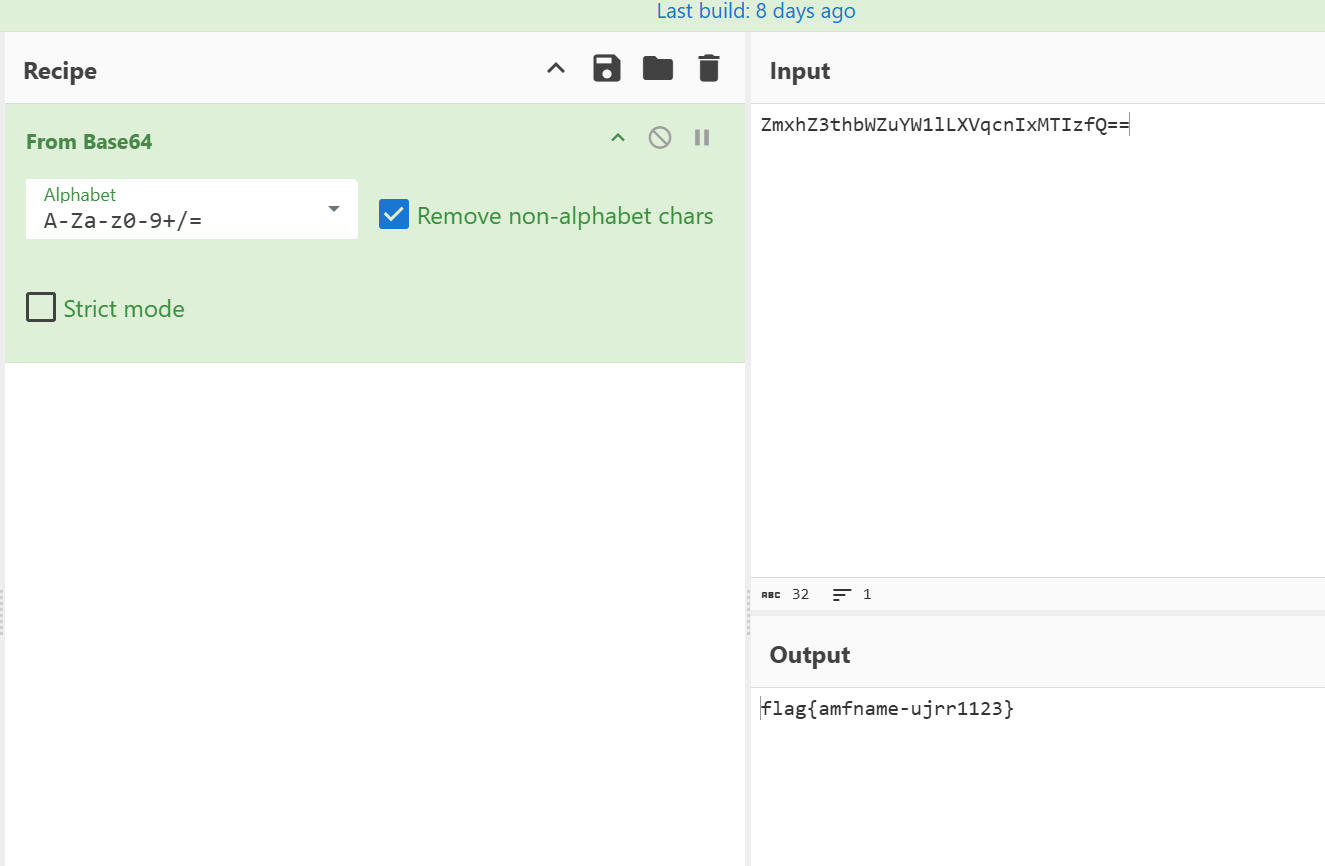 Last build: 8 days ago
Recipe
From Base64
Alphabet
A-Za-z0-9+/=
Remove non-alphabet chars
Strict mode
Input
ZmxhZ3thbWZuYW1lLXVqcnIxMTIzfQ==
ABC 32 1
Output
flag{amfname-ujrr1123}